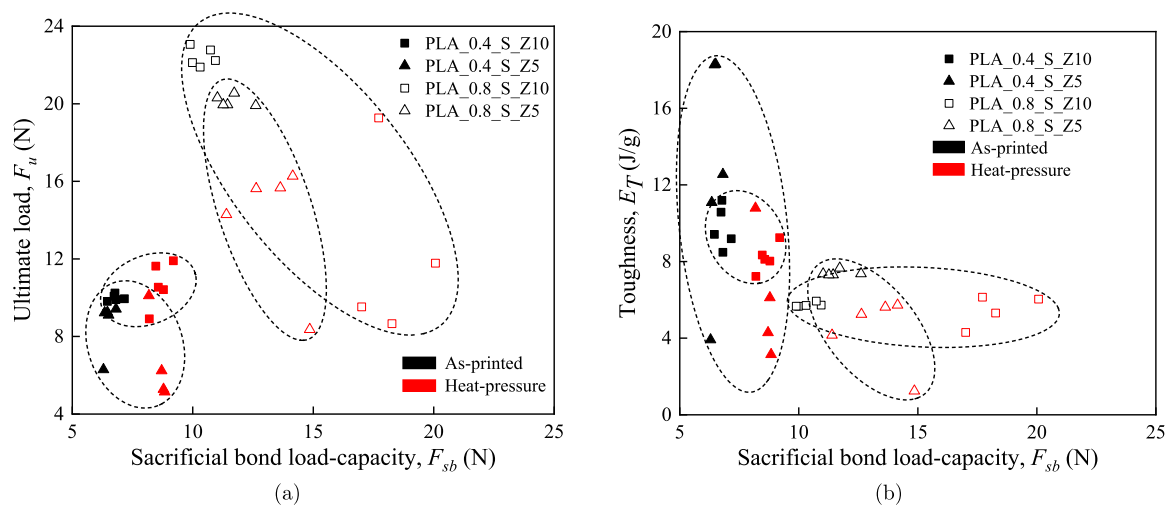 24
20
16
12
8
4
Ultimate load, F_u (N)
PLA_0.4_S_Z10
PLA_0.4_S_Z5
PLA_0.8_S_Z10
PLA_0.8_S_Z5
As-printed
Heat-pressure
5 10 15 20 25
Sacrificial bond load-capacity, F_sb (N)
(a)
20
16
12
8
4
0
Toughness, E_T (J/g)
PLA_0.4_S_Z10
PLA_0.4_S_Z5
PLA_0.8_S_Z10
PLA_0.8_S_Z5
As-printed
Heat-pressure
5 10 15 20 25
Sacrificial bond load-capacity, F_sb (N)
(b)